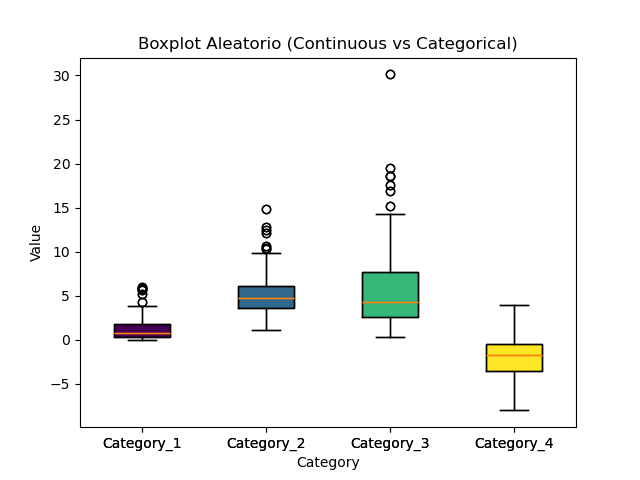 Boxplot Aleatorio (Continuous vs Categorical)
30
25
20
15
10
5
0
−5
Value
Category_1 Category_2 Category_3 Category_4
Category